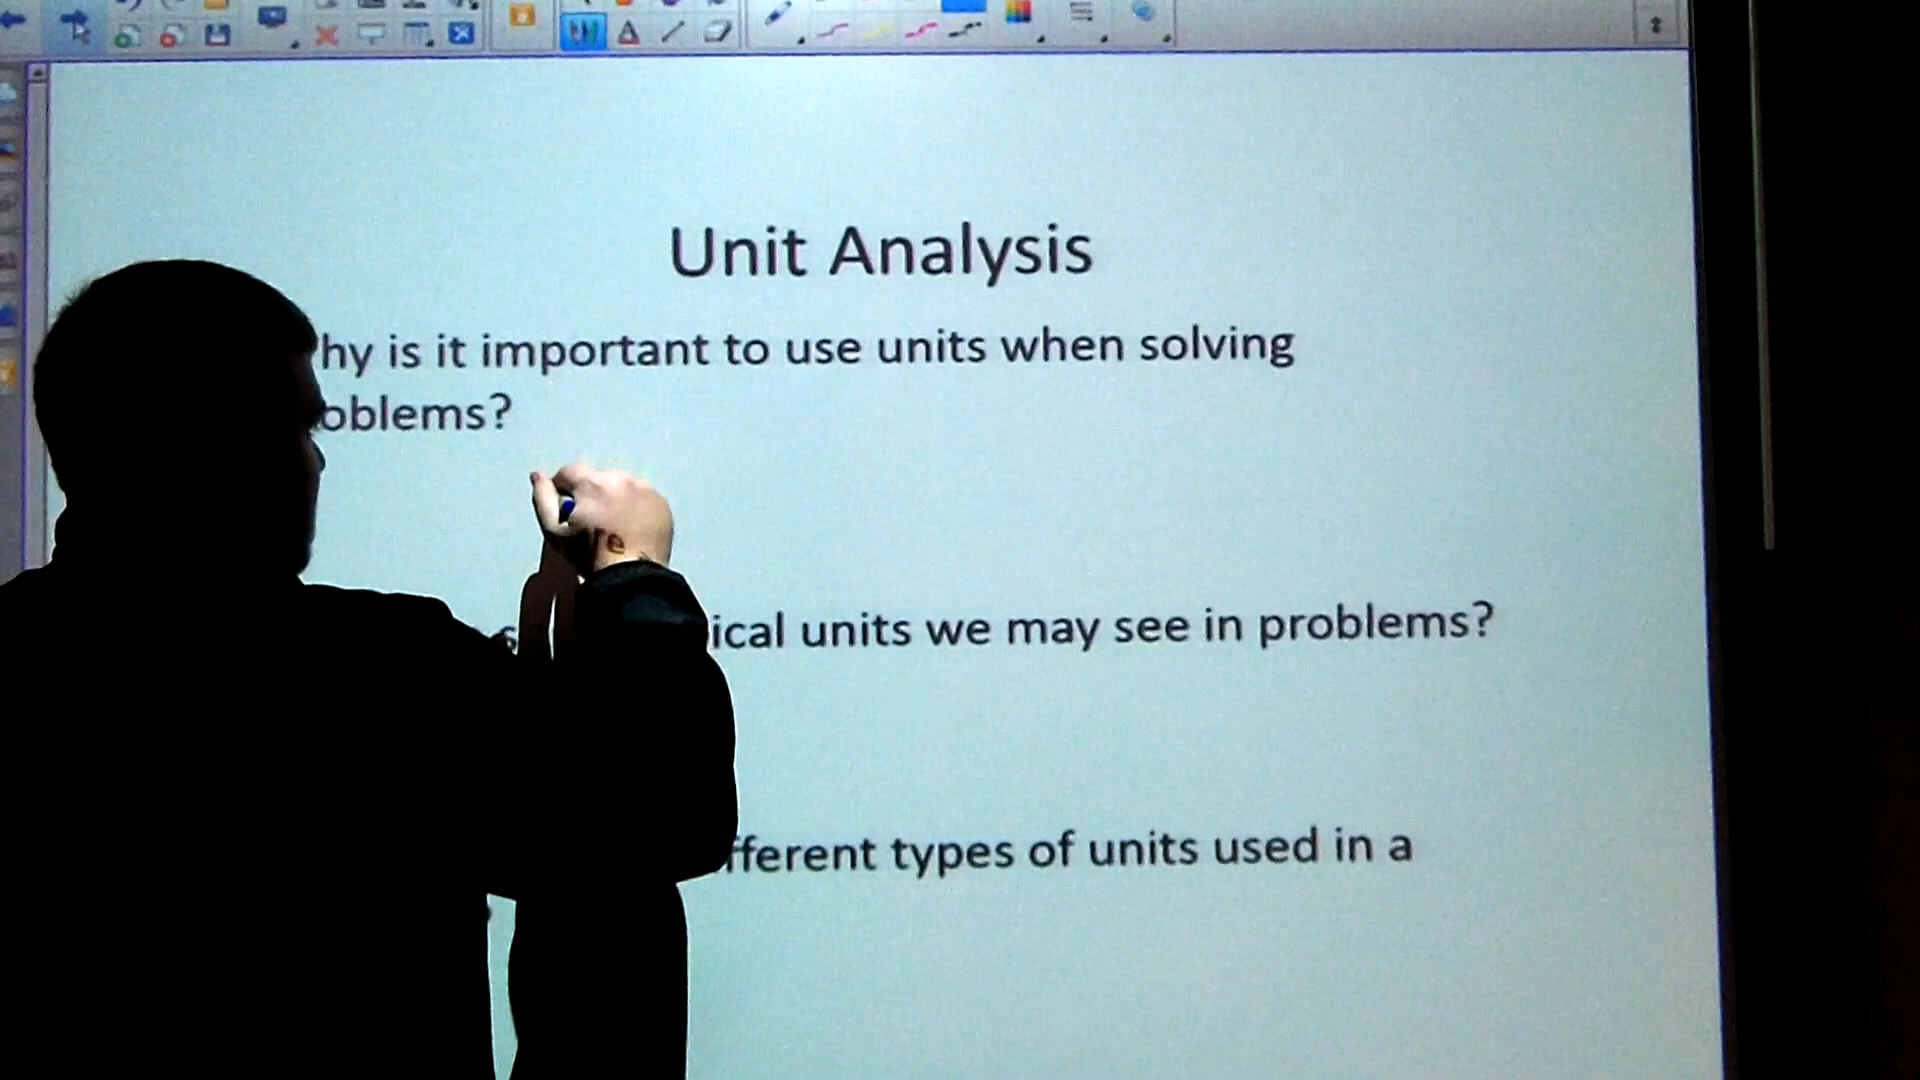 Unit Analysis
hy is it important to use units when solving
oblems?
ical units we may see in problems?
fferent types of units used in a